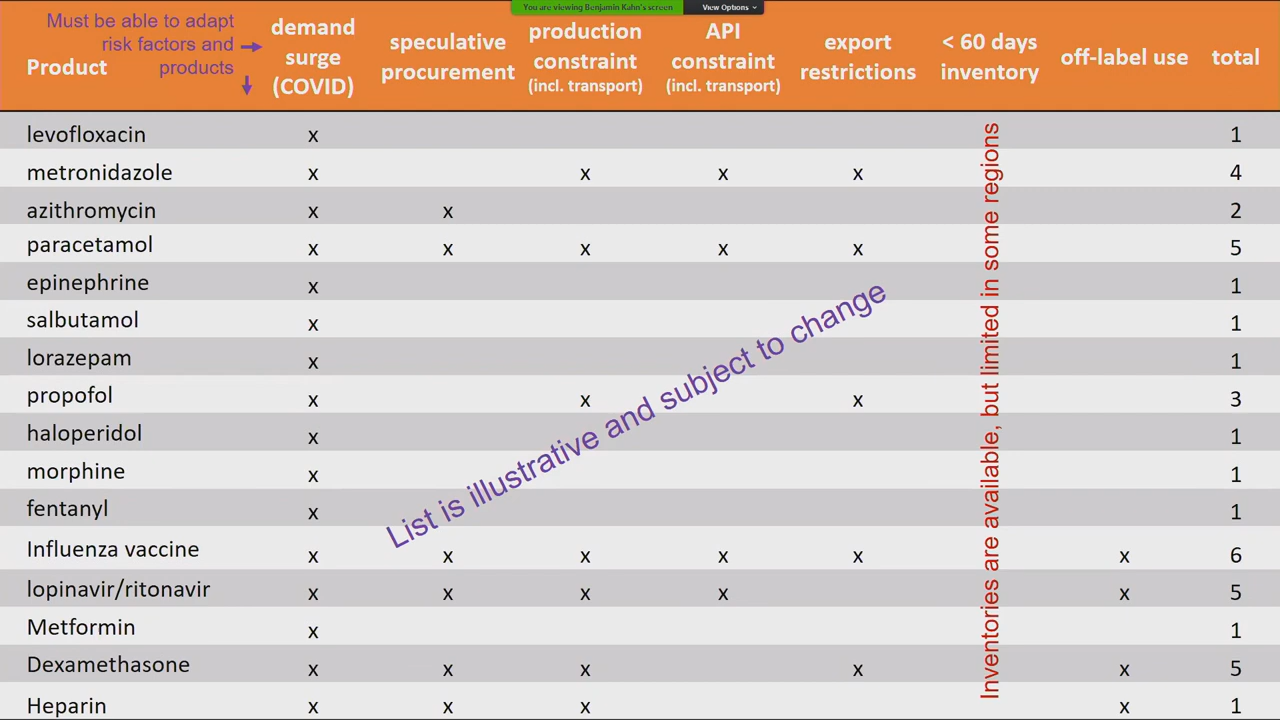 You are viewing Benjamin Kahn's screen View Options
Must be able to adapt
risk factors and
products
Product
demand
surge
(COVID)
speculative
procurement
production
constraint
(incl. transport)
API
constraint
(incl. transport)
export
restrictions
< 60 days
inventory
off-label use
total
levofloxacin x 1
metronidazole x x x x 4
azithromycin x x 2
paracetamol x x x x x 5
epinephrine x 1
salbutamol x 1
lorazepam x 1
propofol x x x 3
haloperidol x 1
morphine x 1
fentanyl x 1
Influenza vaccine x x x x x x 6
lopinavir/ritonavir x x x x x 5
Metformin x 1
Dexamethasone x x x x x 5
Heparin x x x x 1
List is illustrative and subject to change
Inventories are available, but limited in some regions